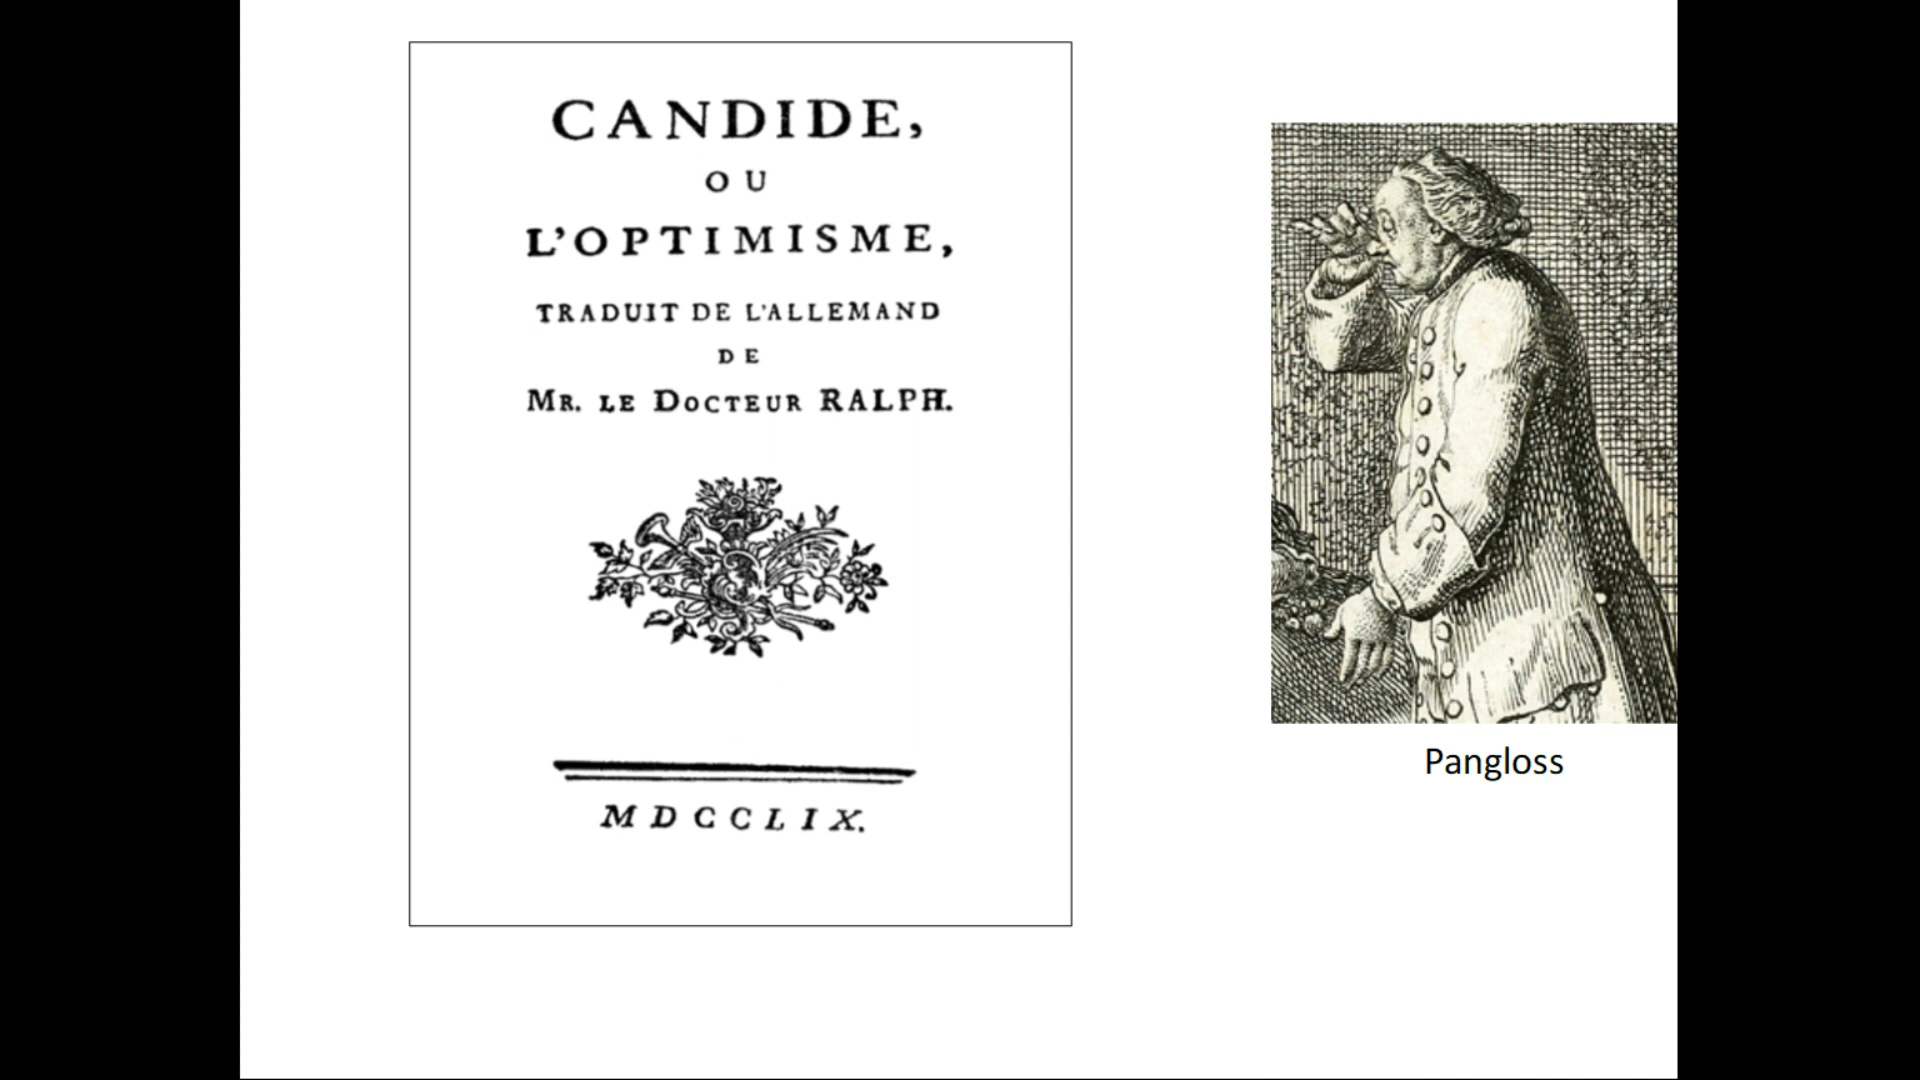 CANDIDE,
OU
L'OPTIMISME,
TRADUIT DE L'ALLEMAND
DE
MR. LE DOCTEUR RALPH.
MDCCLIX.
Pangloss